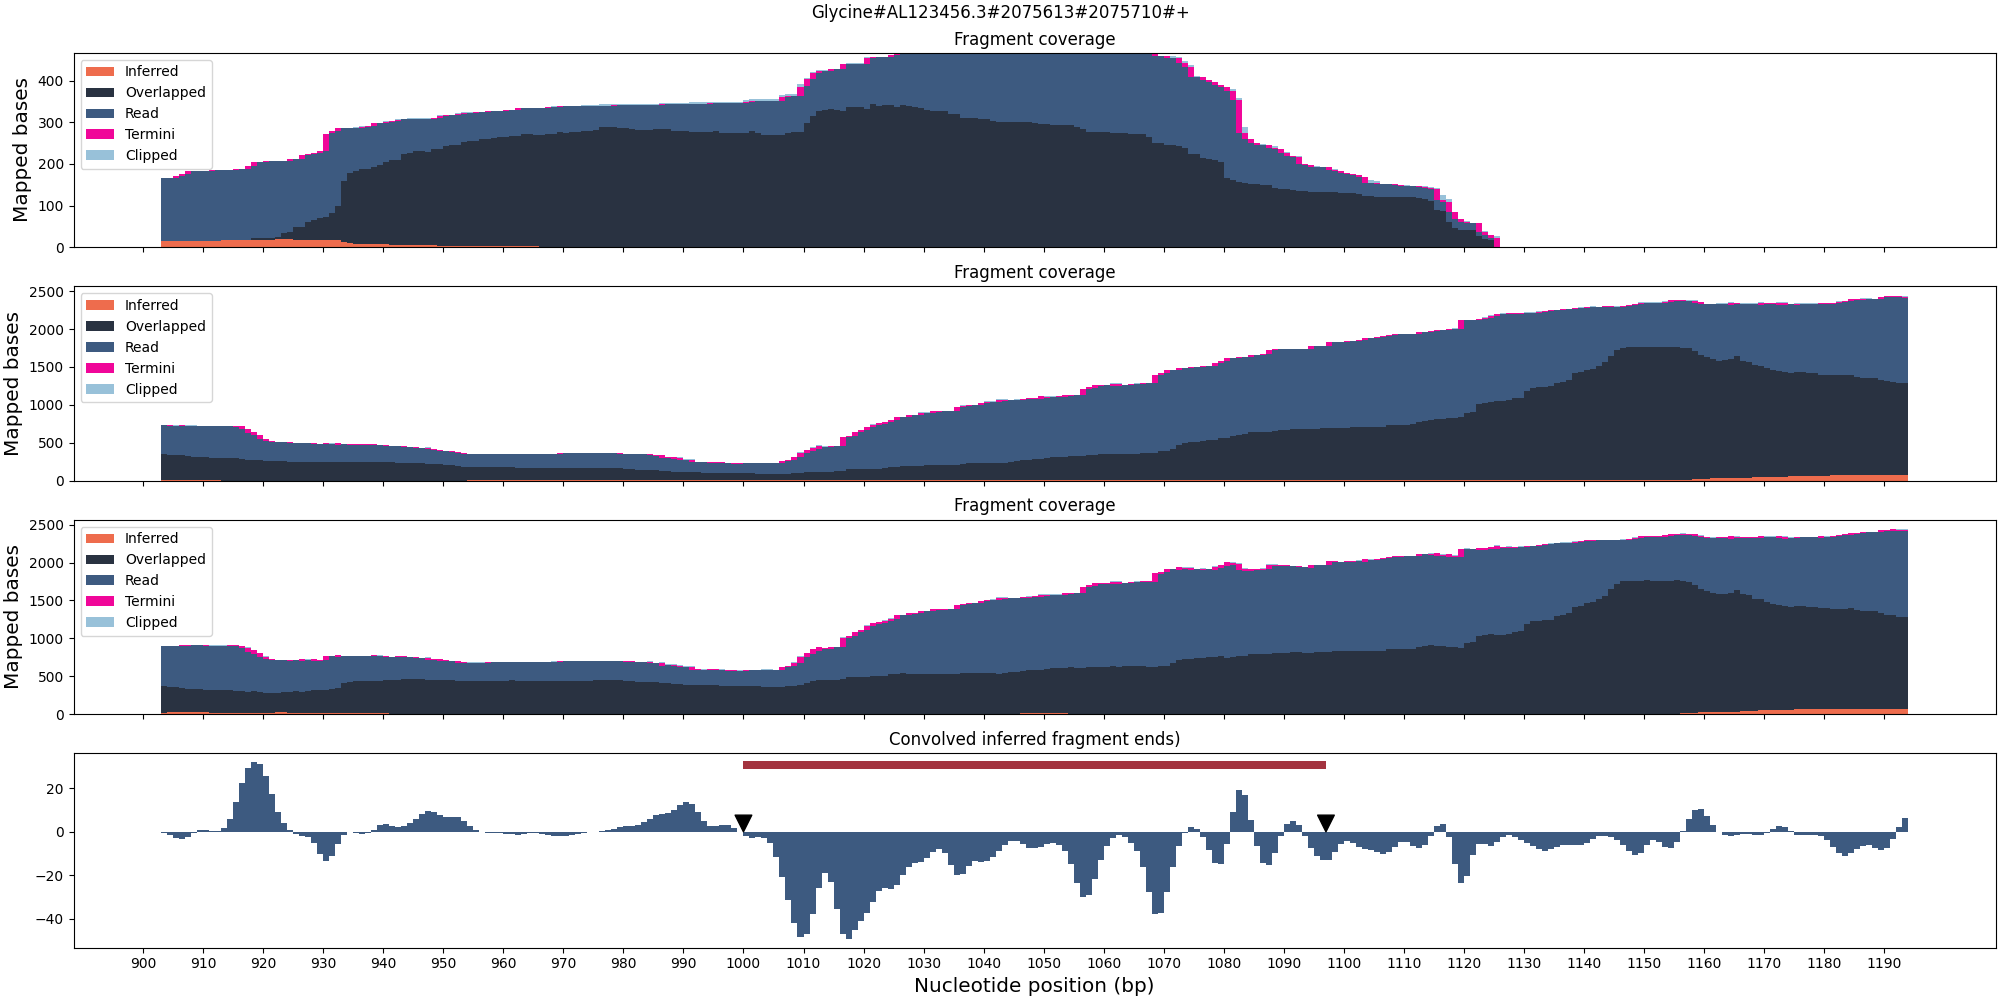 Glycine#AL123456.3#2075613#2075710#+
Fragment coverage
Mapped bases
400
300
200
100
0
Inferred
Overlapped
Read
Termini
Clipped
Fragment coverage
Mapped bases
2500
2000
1500
1000
500
0
Inferred
Overlapped
Read
Termini
Clipped
Fragment coverage
Mapped bases
2500
2000
1500
1000
500
0
Inferred
Overlapped
Read
Termini
Clipped
Convolved inferred fragment ends)
20
0
−20
−40
900 910 920 930 940 950 960 970 980 990 1000 1010 1020 1030 1040 1050 1060 1070 1080 1090 1100 1110 1120 1130 1140 1150 1160 1170 1180 1190
Nucleotide position (bp)